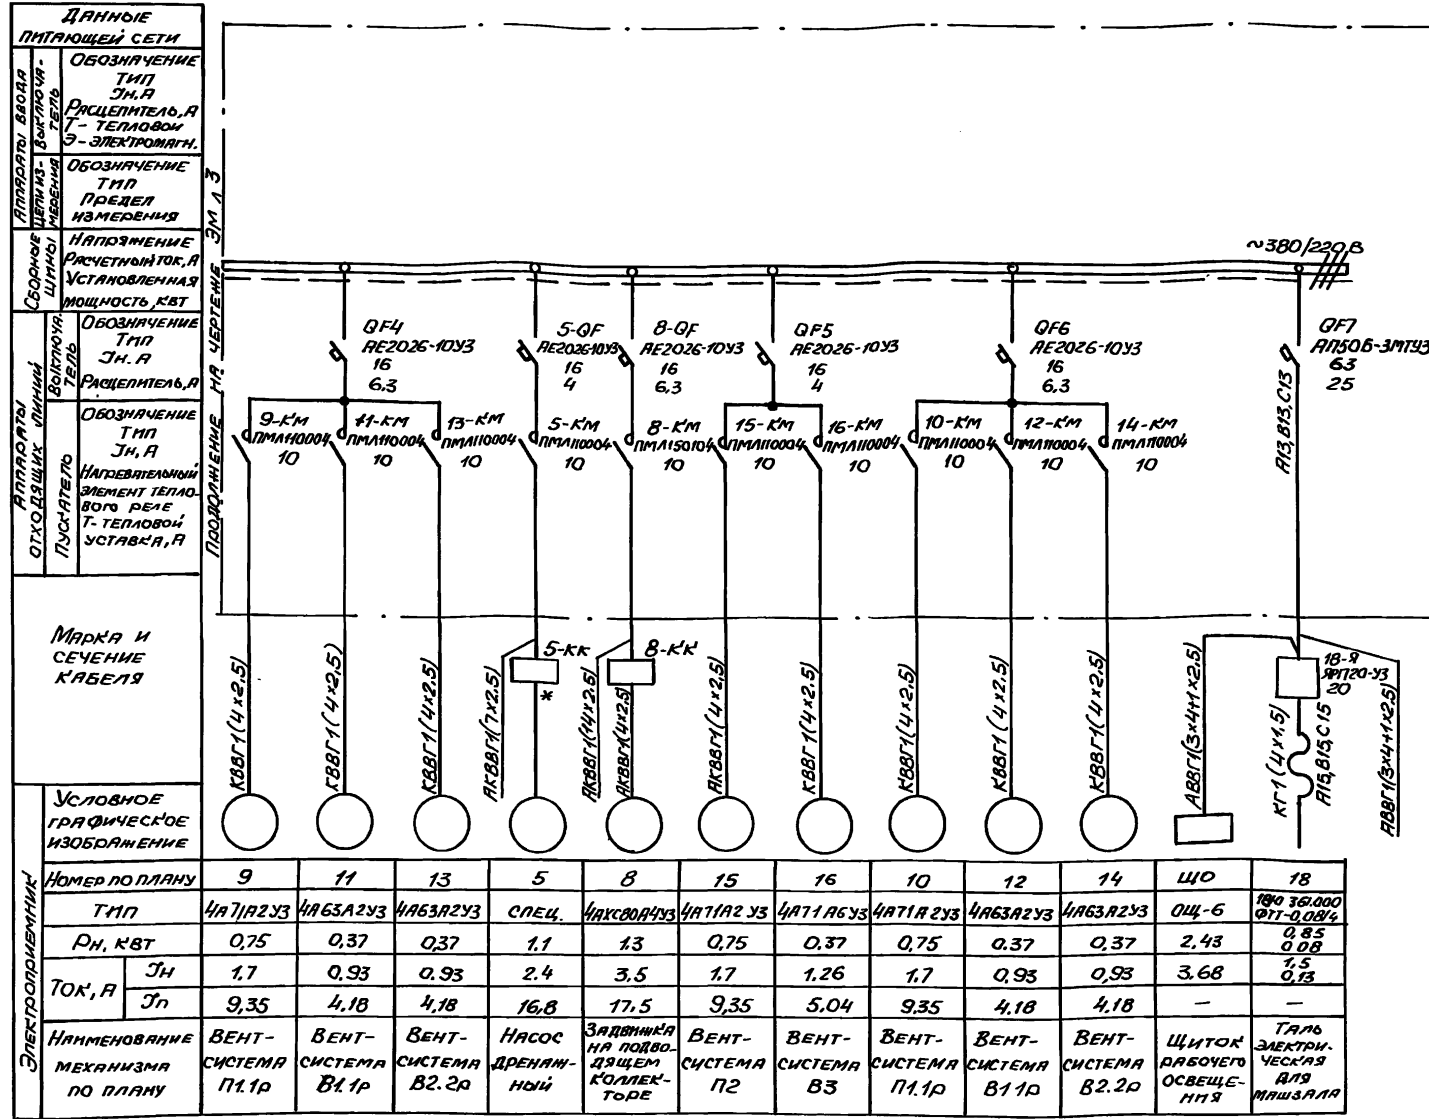 Данные
питающей сети
Аппараты ввода
Выключа-
тель
Обозначение
Тип
Iн.А
Расцепитель,А
Т - тепловой
Э - электромагн.
Цепи из-
мерения
Обозначение
Тип
Предел
измерения
Сборные
шины
Напряжение
Расчетный ток, А
Установленная
мощность, кВт
Аппараты
отходящих линий
Выключа-
тель
Обозначение
Тип
Iн. А
Расцепитель, А
Пускатель
Обозначение
Тип
Iн, А
Нагревательный
элемент тепло-
вого реле
Т-тепловой
уставка, А
Марка и
сечение
кабеля
Продолжение на чертеже ЭМ л 3
~380/220 В
QF4
АЕ2026-10У3
16
6,3
5-QF
АЕ2026-10У3
16
4
8-QF
АЕ2026-10У3
16
6,3
QF5
АЕ2026-10У3
16
4
QF6
АЕ2026-10У3
16
6,3
QF7
АП50Б-3МТУ3
63
25
А13,В13,С13
9-КМ
ПМЛ110004
10
11-КМ
ПМЛ110004
10
13-КМ
ПМЛ110004
10
5-КМ
ПМЛ110004
10
8-КМ
ПМЛ150104
10
15-КМ
ПМЛ110004
10
16-КМ
ПМЛ110004
10
10-КМ
ПМЛ110004
10
12-КМ
ПМЛ110004
10
14-КМ
ПМЛ110004
10
5-КК
*
8-КК
18-Я
ЯРП20-У3
20
КВВГ1(4×2,5)
КВВГ1(4×2,5)
КВВГ1(4×2,5)
АКВВГ1(7×2,5)
АКВВГ1(14×2,5)
АКВВГ1(4×2,5)
АКВВГ1(4×2,5)
КВВГ1(4×2,5)
КВВГ1(4×2,5)
КВВГ1(4×2,5)
КВВГ1(4×2,5)
АВВГ1(3×4+1×2,5)
КГ1(4×1,5)
А15,В15,С15
АВВГ1(3×4+1×2,5)
Электроприемник
Условное
графическое
изображение
Номер по плану 9 11 13 5 8 15 16 10 12 14 ЩО 18
Тип 4А71А2У3 4А63А2У3 4А63А2У3 спец. 4АХС80А4У3 4А71А2У3 4А71А6У3 4А71А2У3 4А63А2У3 4А63А2У3 ОЩ-6
ФТТ-0,08/4
Рн, кВт 0,75 0,37 0,37 1.1 1.3 0,75 0.37 0,75 0.37 0,37 2.43 0,85
0.08
Ток, А
Iн 1.7 0,93 0.93 2.4 3.5 1.7 1.26 1.7 0,93 0,93 3.68 1,5
0,13
Iп 9,35 4.18 4,18 16,8 17.5 9,35 5.04 9.35 4.18 4.18 — —
Наименование
механизма
по плану
Вент-
система
П1.1р
Вент-
система
В1.1р
Вент-
система
В2.2р
Насос
дренаж-
ный
Задвижка
на подво-
дящем
коллек-
торе
Вент-
система
П2
Вент-
система
В3
Вент-
система
П1.1р
Вент-
система
В1 1р
Вент-
система
В2.2р
Щиток
рабочего
освеще-
ния
Таль
электри-
ческая
для
машзала